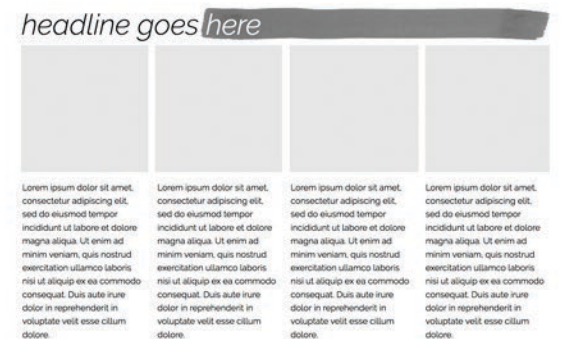 headline goes here
Lorem ipsum dolor sit amet,
consectetur adipiscing elit,
sed do eiusmod tempor
incididunt ut labore et dolore
magna aliqua. Ut enim ad
minim veniam, quis nostrud
exercitation ullamco laboris
nisi ut aliquip ex ea commodo
consequat. Duis aute irure
dolor in reprehenderit in
voluptate velit esse cillum
dolore.
Lorem ipsum dolor sit amet,
consectetur adipiscing elit,
sed do eiusmod tempor
incididunt ut labore et dolore
magna aliqua. Ut enim ad
minim veniam, quis nostrud
exercitation ullamco laboris
nisi ut aliquip ex ea commodo
consequat. Duis aute irure
dolor in reprehenderit in
voluptate velit esse cillum
dolore.
Lorem ipsum dolor sit amet,
consectetur adipiscing elit,
sed do eiusmod tempor
incididunt ut labore et dolore
magna aliqua. Ut enim ad
minim veniam, quis nostrud
exercitation ullamco laboris
nisi ut aliquip ex ea commodo
consequat. Duis aute irure
dolor in reprehenderit in
voluptate velit esse cillum
dolore.
Lorem ipsum dolor sit amet,
consectetur adipiscing elit,
sed do eiusmod tempor
incididunt ut labore et dolore
magna aliqua. Ut enim ad
minim veniam, quis nostrud
exercitation ullamco laboris
nisi ut aliquip ex ea commodo
consequat. Duis aute irure
dolor in reprehenderit in
voluptate velit esse cillum
dolore.